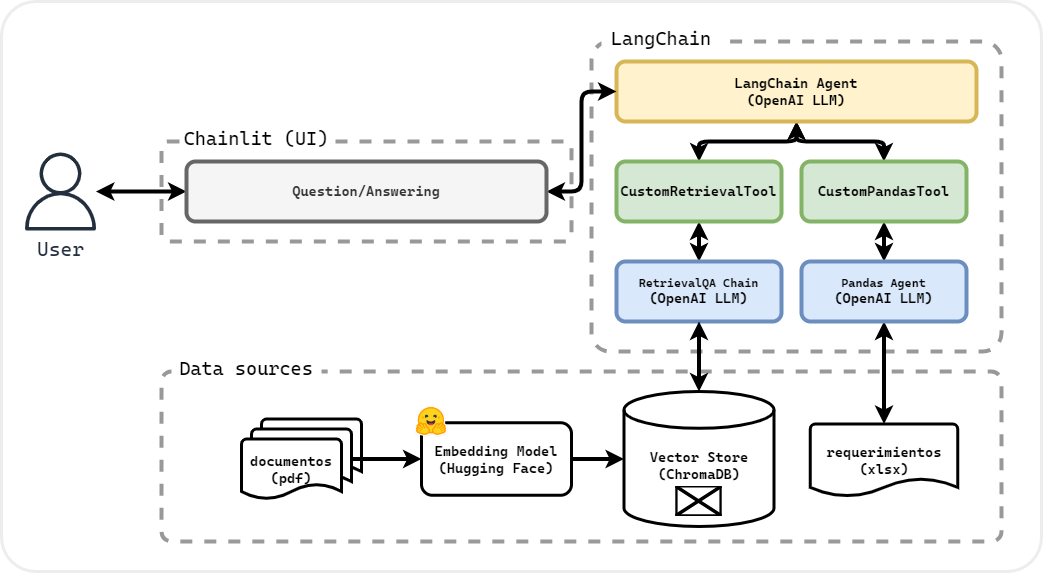 LangChain
LangChain Agent
(OpenAI LLM)
Chainlit (UI)
Question/Answering
CustomRetrievalTool
CustomPandasTool
User
RetrievalQA Chain
(OpenAI LLM)
Pandas Agent
(OpenAI LLM)
Data sources
documentos
(pdf)
Embedding Model
(Hugging Face)
Vector Store
(ChromaDB)
requerimientos
(xlsx)